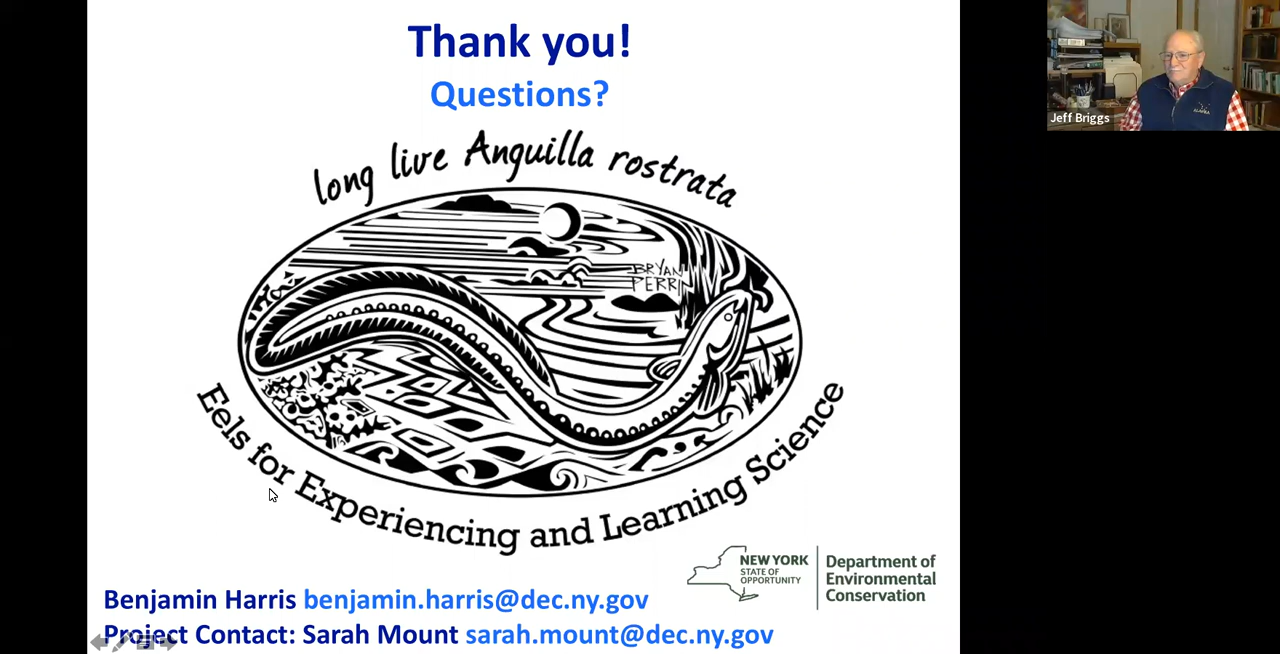 Thank you!
Questions?
long live Anguilla rostrata
BRYAN
PERRIN
Eels for Experiencing and Learning Science
NEW YORK
STATE OF
OPPORTUNITY
Department of
Environmental
Conservation
Benjamin Harris benjamin.harris@dec.ny.gov
Project Contact: Sarah Mount sarah.mount@dec.ny.gov
Jeff Briggs
ALASKA